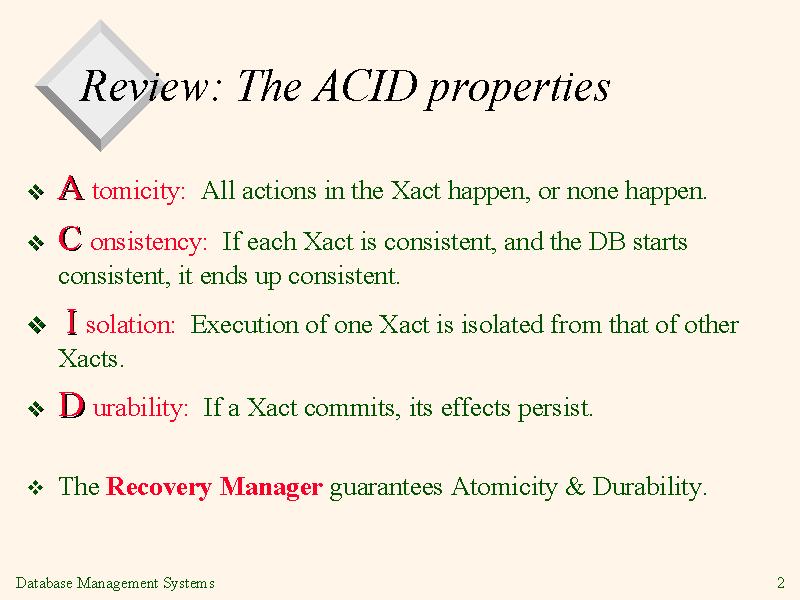 Review: The ACID properties
❖ A tomicity: All actions in the Xact happen, or none happen.
❖ C onsistency: If each Xact is consistent, and the DB starts
consistent, it ends up consistent.
❖ I solation: Execution of one Xact is isolated from that of other
Xacts.
❖ D urability: If a Xact commits, its effects persist.
❖ The Recovery Manager guarantees Atomicity & Durability.
Database Management Systems 2